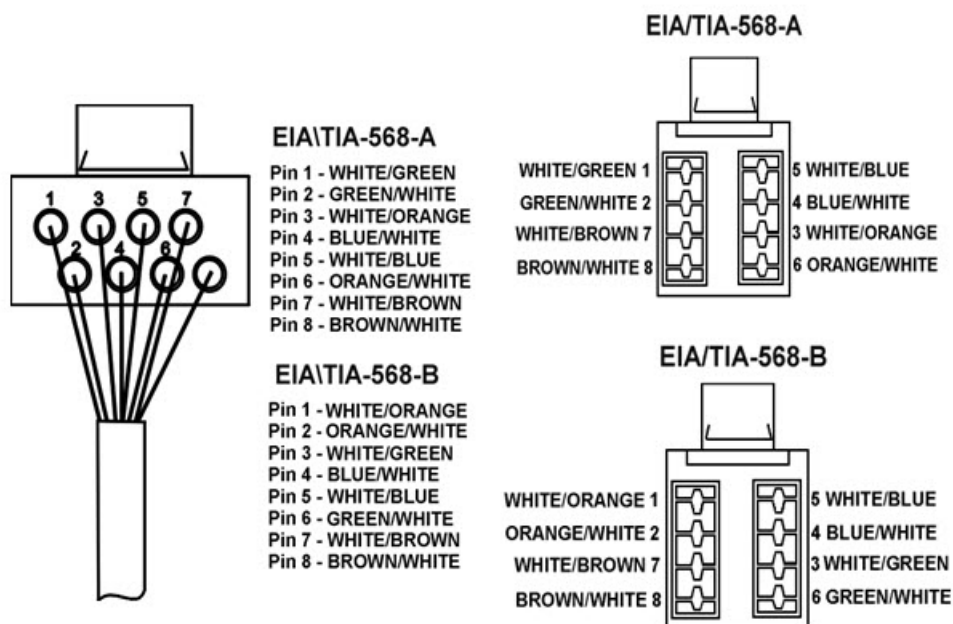 1 3 5 7
2 4 6
EIA\TIA-568-A
Pin 1 - WHITE/GREEN
Pin 2 - GREEN/WHITE
Pin 3 - WHITE/ORANGE
Pin 4 - BLUE/WHITE
Pin 5 - WHITE/BLUE
Pin 6 - ORANGE/WHITE
Pin 7 - WHITE/BROWN
Pin 8 - BROWN/WHITE
EIA\TIA-568-B
Pin 1 - WHITE/ORANGE
Pin 2 - ORANGE/WHITE
Pin 3 - WHITE/GREEN
Pin 4 - BLUE/WHITE
Pin 5 - WHITE/BLUE
Pin 6 - GREEN/WHITE
Pin 7 - WHITE/BROWN
Pin 8 - BROWN/WHITE
EIA/TIA-568-A
WHITE/GREEN 1
GREEN/WHITE 2
WHITE/BROWN 7
BROWN/WHITE 8
5 WHITE/BLUE
4 BLUE/WHITE
3 WHITE/ORANGE
6 ORANGE/WHITE
EIA/TIA-568-B
WHITE/ORANGE 1
ORANGE/WHITE 2
WHITE/BROWN 7
BROWN/WHITE 8
5 WHITE/BLUE
4 BLUE/WHITE
3 WHITE/GREEN
6 GREEN/WHITE